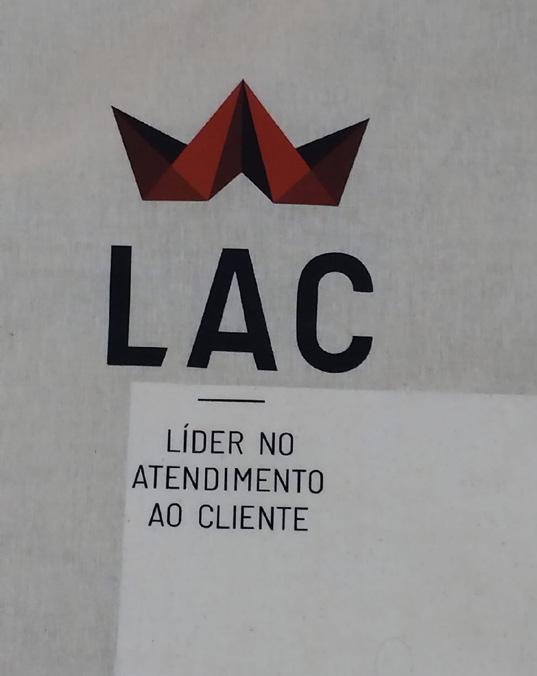 LAC
LÍDER NO
ATENDIMENTO
AO CLIENTE